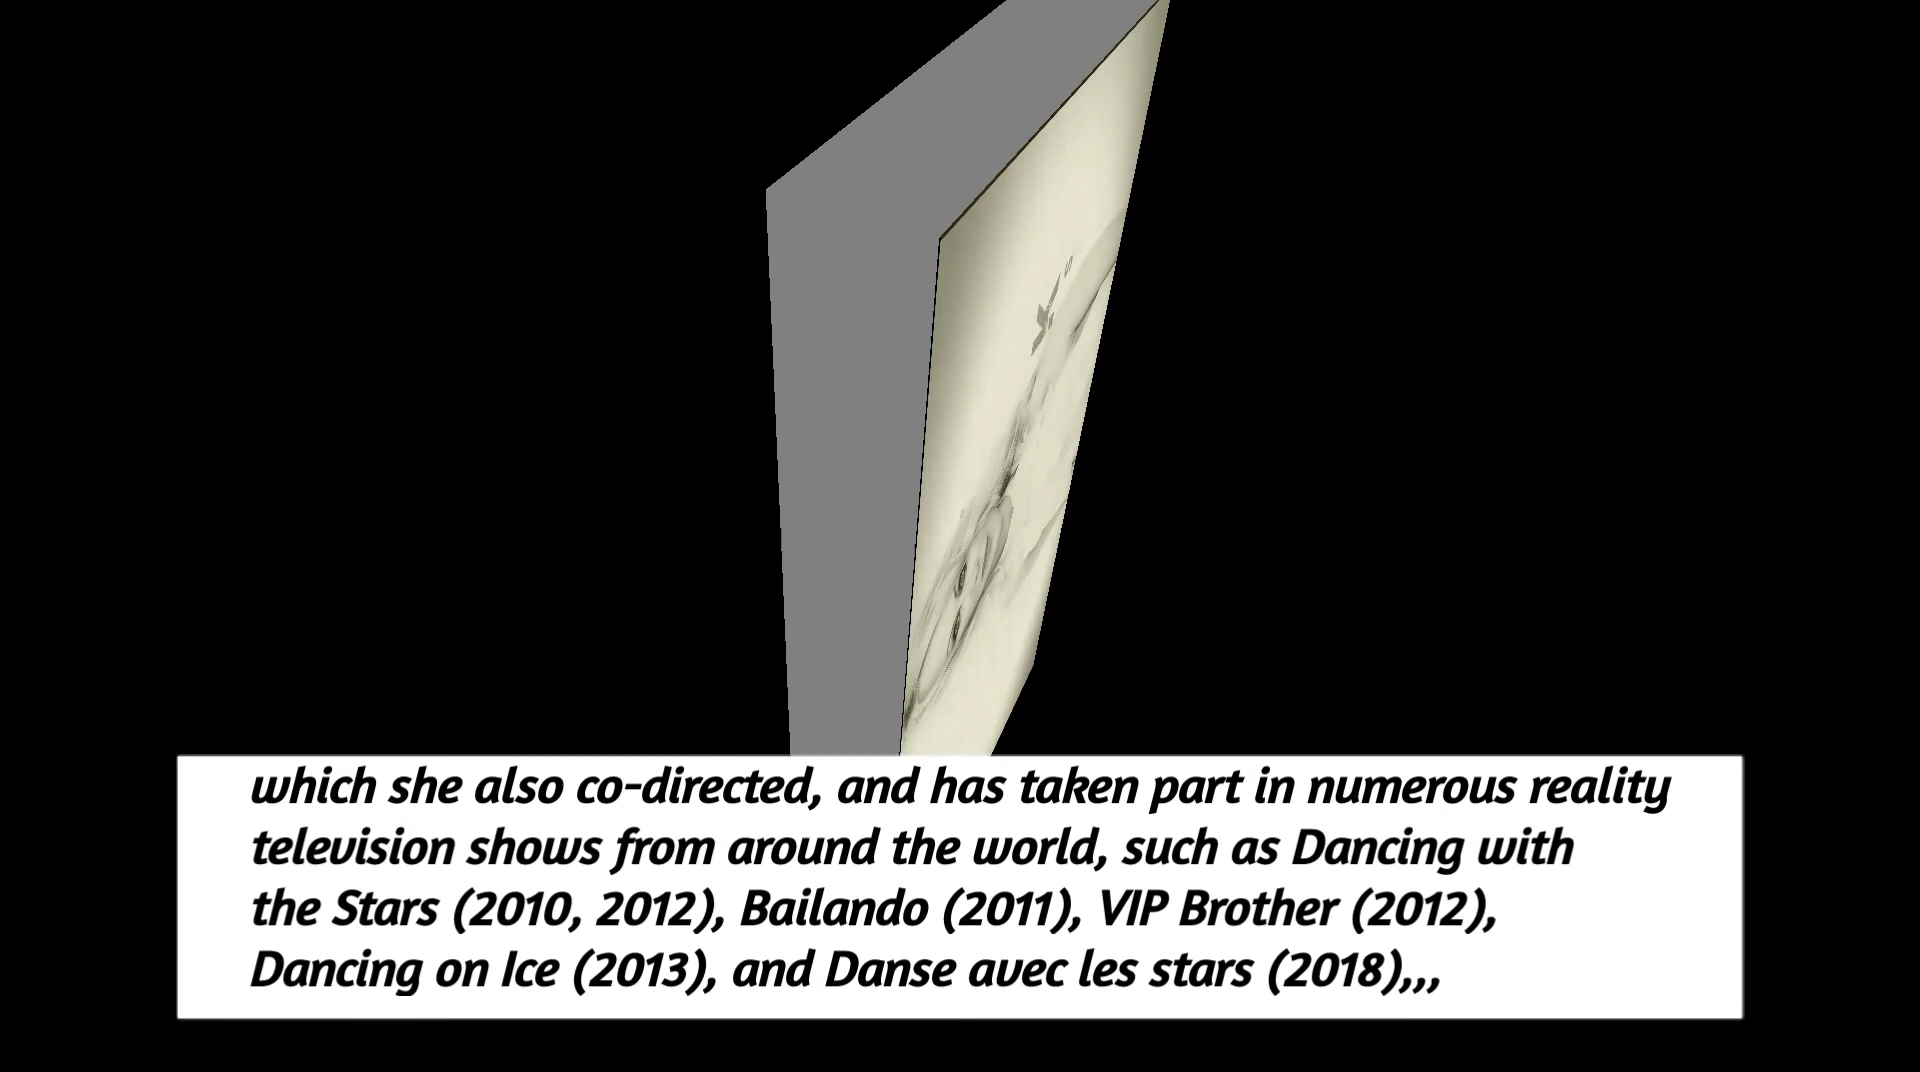 which she also co-directed, and has taken part in numerous reality
television shows from around the world, such as Dancing with
the Stars (2010, 2012), Bailando (2011), VIP Brother (2012),
Dancing on Ice (2013), and Danse avec les stars (2018),,,